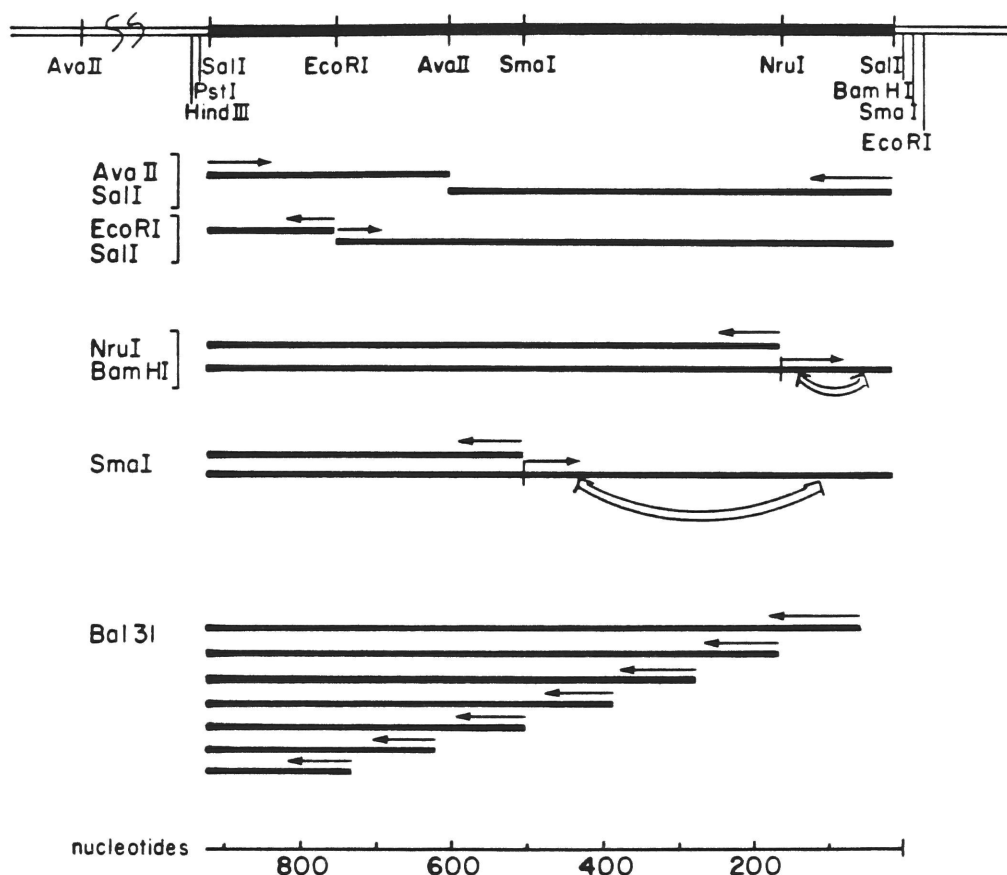 AvaII SalI EcoRI AvaII SmaI NruI SalI
PstI BamHI
HindIII SmaI
EcoRI
AvaII
SalI
EcoRI
SalI
NruI
BamHI
SmaI
Bal 31
nucleotides 800 600 400 200